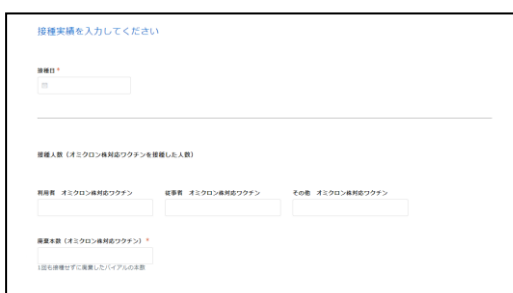 接種実績を入力してください
接種日 *
接種人数（オミクロン株対応ワクチンを接種した人数）
利用者　オミクロン株対応ワクチン　従事者　オミクロン株対応ワクチン　その他　オミクロン株対応ワクチン
廃棄本数（オミクロン株対応ワクチン） *
1回も接種せずに廃棄したバイアルの本数